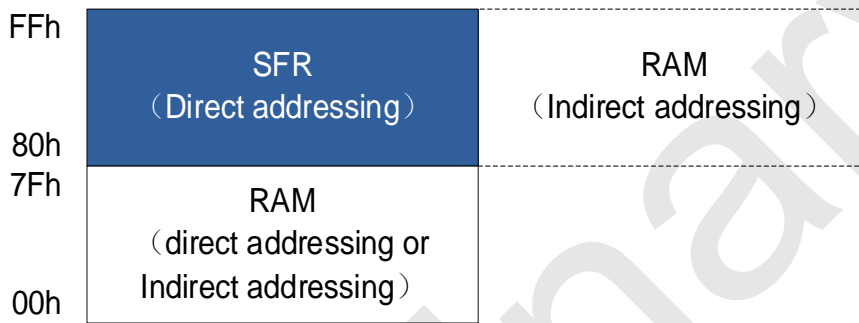 FFh
SFR
（Direct addressing）
RAM
（Indirect addressing）
80h
7Fh
RAM
（direct addressing or
Indirect addressing）
00h